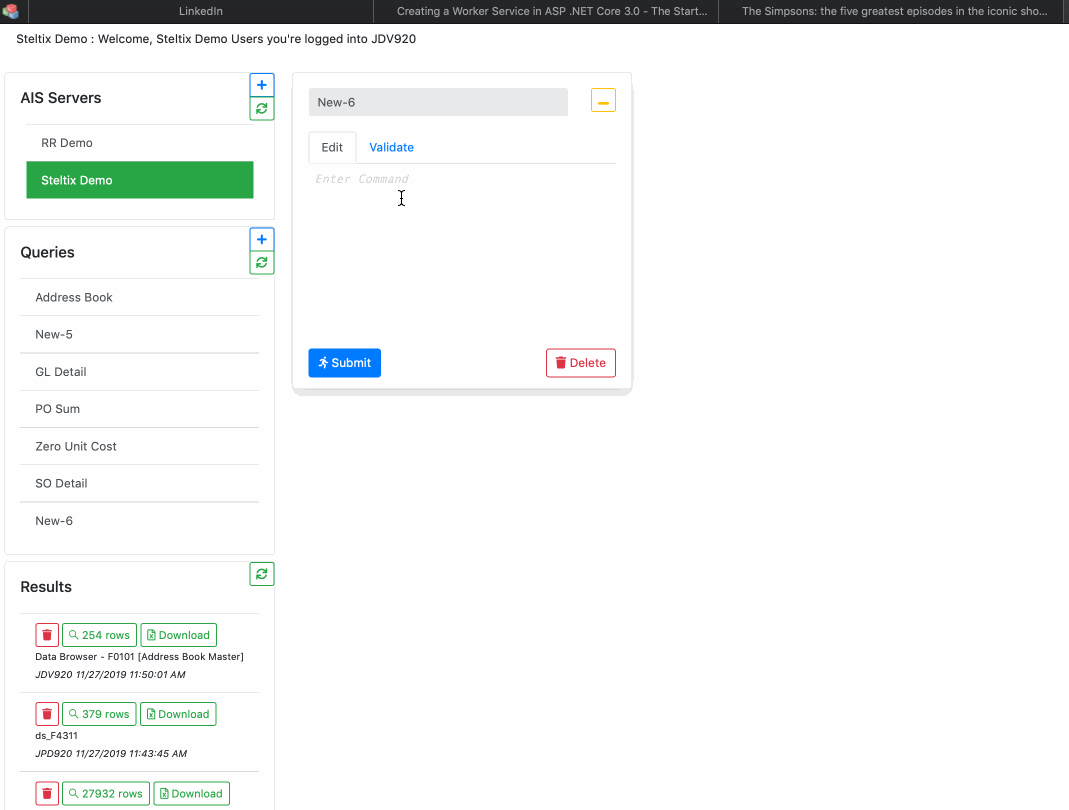 LinkedIn
Creating a Worker Service in ASP .NET Core 3.0 - The Start...
The Simpsons: the five greatest episodes in the iconic sho...
Steltix Demo : Welcome, Steltix Demo Users you're logged into JDV920
AIS Servers
RR Demo
Steltix Demo
Queries
Address Book
New-5
GL Detail
PO Sum
Zero Unit Cost
SO Detail
New-6
Results
254 rows
Download
Data Browser - F0101 [Address Book Master]
JDV920 11/27/2019 11:50:01 AM
379 rows
Download
ds_F4311
JPD920 11/27/2019 11:43:45 AM
27932 rows
Download
New-6
Edit
Validate
Enter Command
Submit
Delete